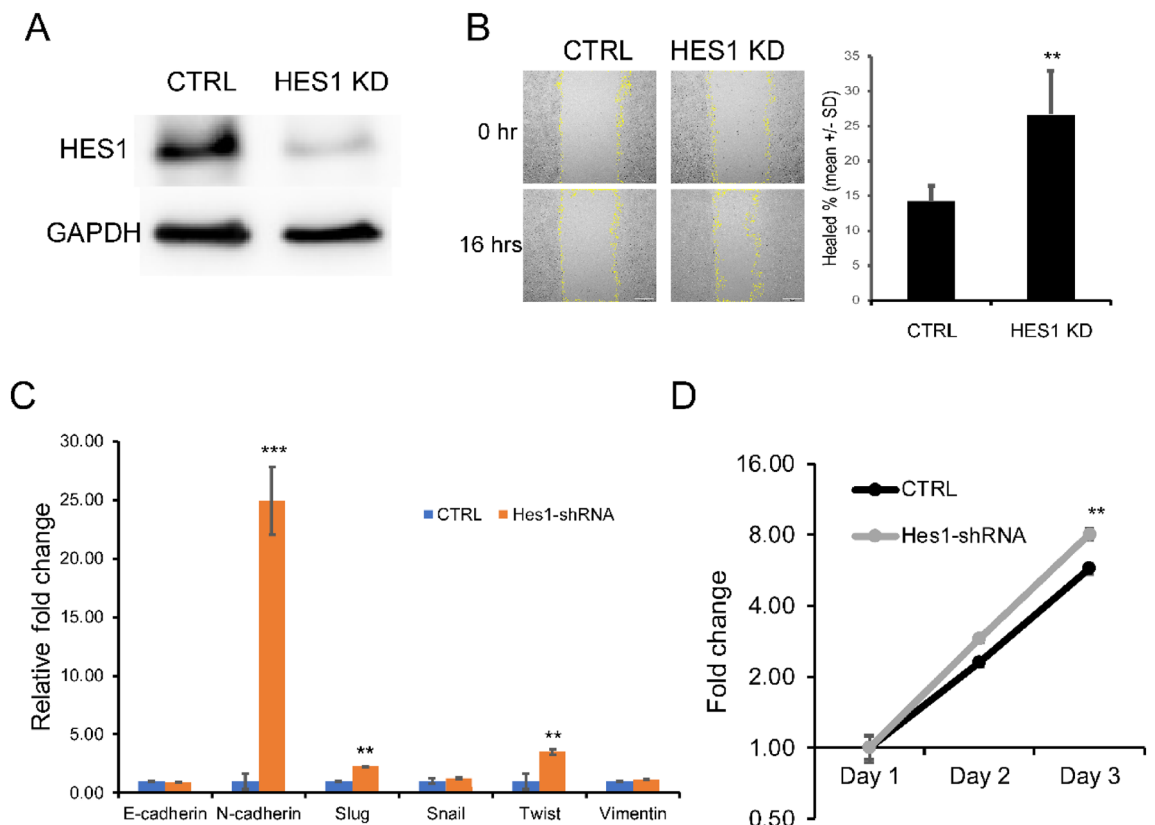 A
CTRL HES1 KD
HES1
GAPDH
B
CTRL HES1 KD
0 hr
16 hrs
Healed % (mean +/- SD)
35
30
25
20
15
10
5
0
**
CTRL HES1 KD
C
Relative fold change
30.00
25.00
20.00
15.00
10.00
5.00
0.00
***
**
**
CTRL Hes1-shRNA
E-cadherin N-cadherin Slug Snail Twist Vimentin
D
Fold change
16.00
8.00
4.00
2.00
1.00
0.50
CTRL
Hes1-shRNA
**
Day 1 Day 2 Day 3